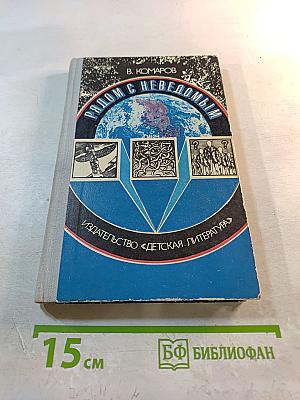 В. КОМАРОВ
РЯДОМ С НЕВЕДОМЫМ
? ?
ИЗДАТЕЛЬСТВО «ДЕТСКАЯ ЛИТЕРАТУРА»
15 см
БФ БИБЛИОФАН